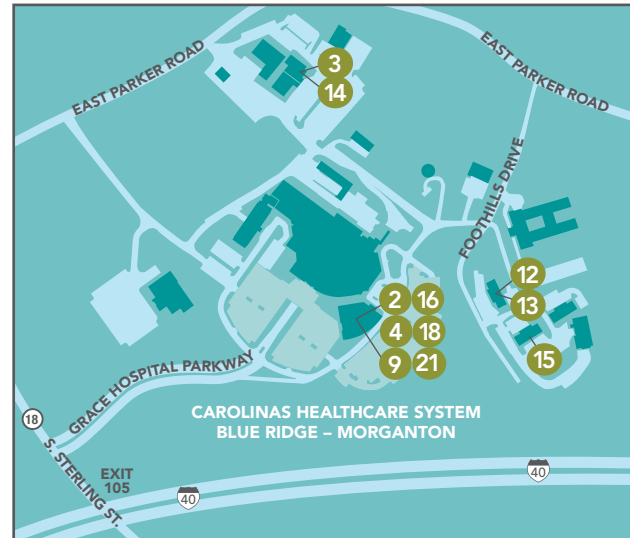 EAST PARKER ROAD
EAST PARKER ROAD
3
14
FOOTHILLS DRIVE
12
13
2 16
4 18
9 21
15
GRACE HOSPITAL PARKWAY
CAROLINAS HEALTHCARE SYSTEM
BLUE RIDGE – MORGANTON
18
S. STERLING ST.
EXIT
105
40
40